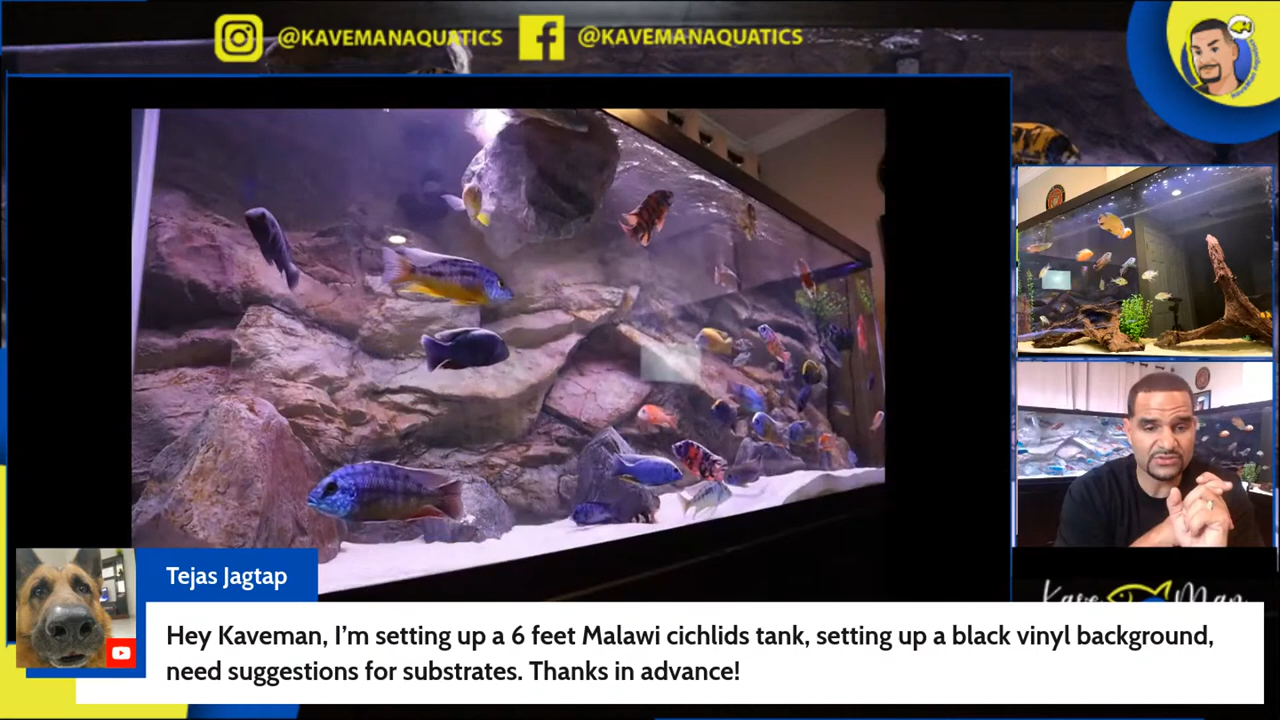 @KAVEMANAQUATICS
@KAVEMANAQUATICS
Tejas Jagtap
Hey Kaveman, I'm setting up a 6 feet Malawi cichlids tank, setting up a black vinyl background,
need suggestions for substrates. Thanks in advance!